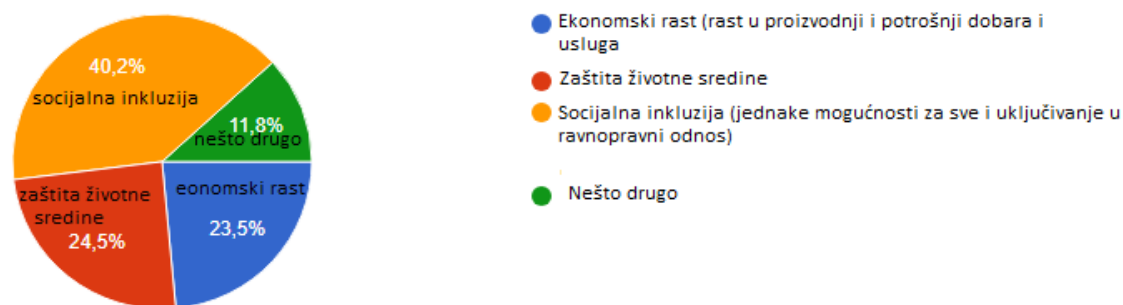 40,2%
socijalna inkluzija
11,8%
nešto drugo
zaštita životne
sredine
24,5%
eonomski rast
23,5%
Ekonomski rast (rast u proizvodnji i potrošnji dobara i
usluga
Zaštita životne sredine
Socijalna inkluzija (jednake mogućnosti za sve i uključivanje u
ravnopravni odnos)
Nešto drugo